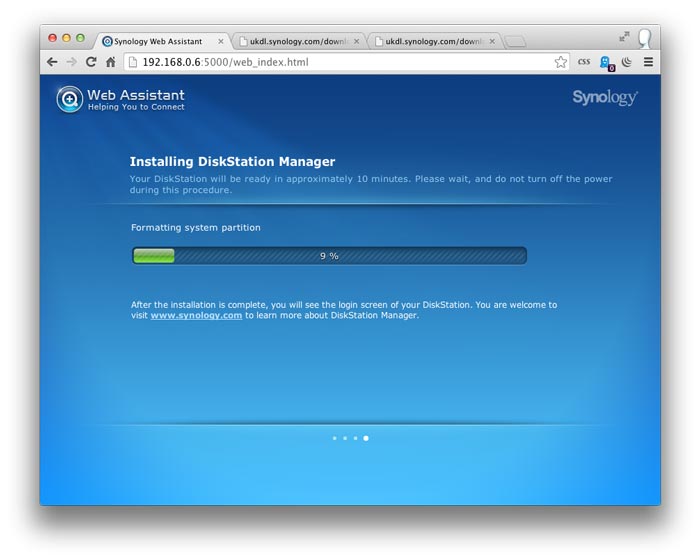 Synology Web Assistant
ukdl.synology.com/downl
ukdl.synology.com/downl
192.168.0.6:5000/web_index.html
CSS
0
Web Assistant
Helping You to Connect
Synology
Installing DiskStation Manager
Your DiskStation will be ready in approximately 10 minutes. Please wait, and do not turn off the power
during this procedure.
Formatting system partition
9 %
After the installation is complete, you will see the login screen of your DiskStation. You are welcome to
visit www.synology.com to learn more about DiskStation Manager.